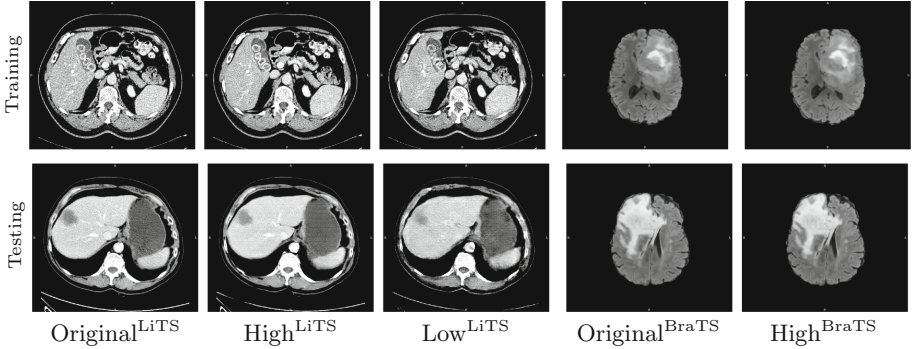 Training
Testing
Original^LiTS High^LiTS Low^LiTS Original^BraTS High^BraTS